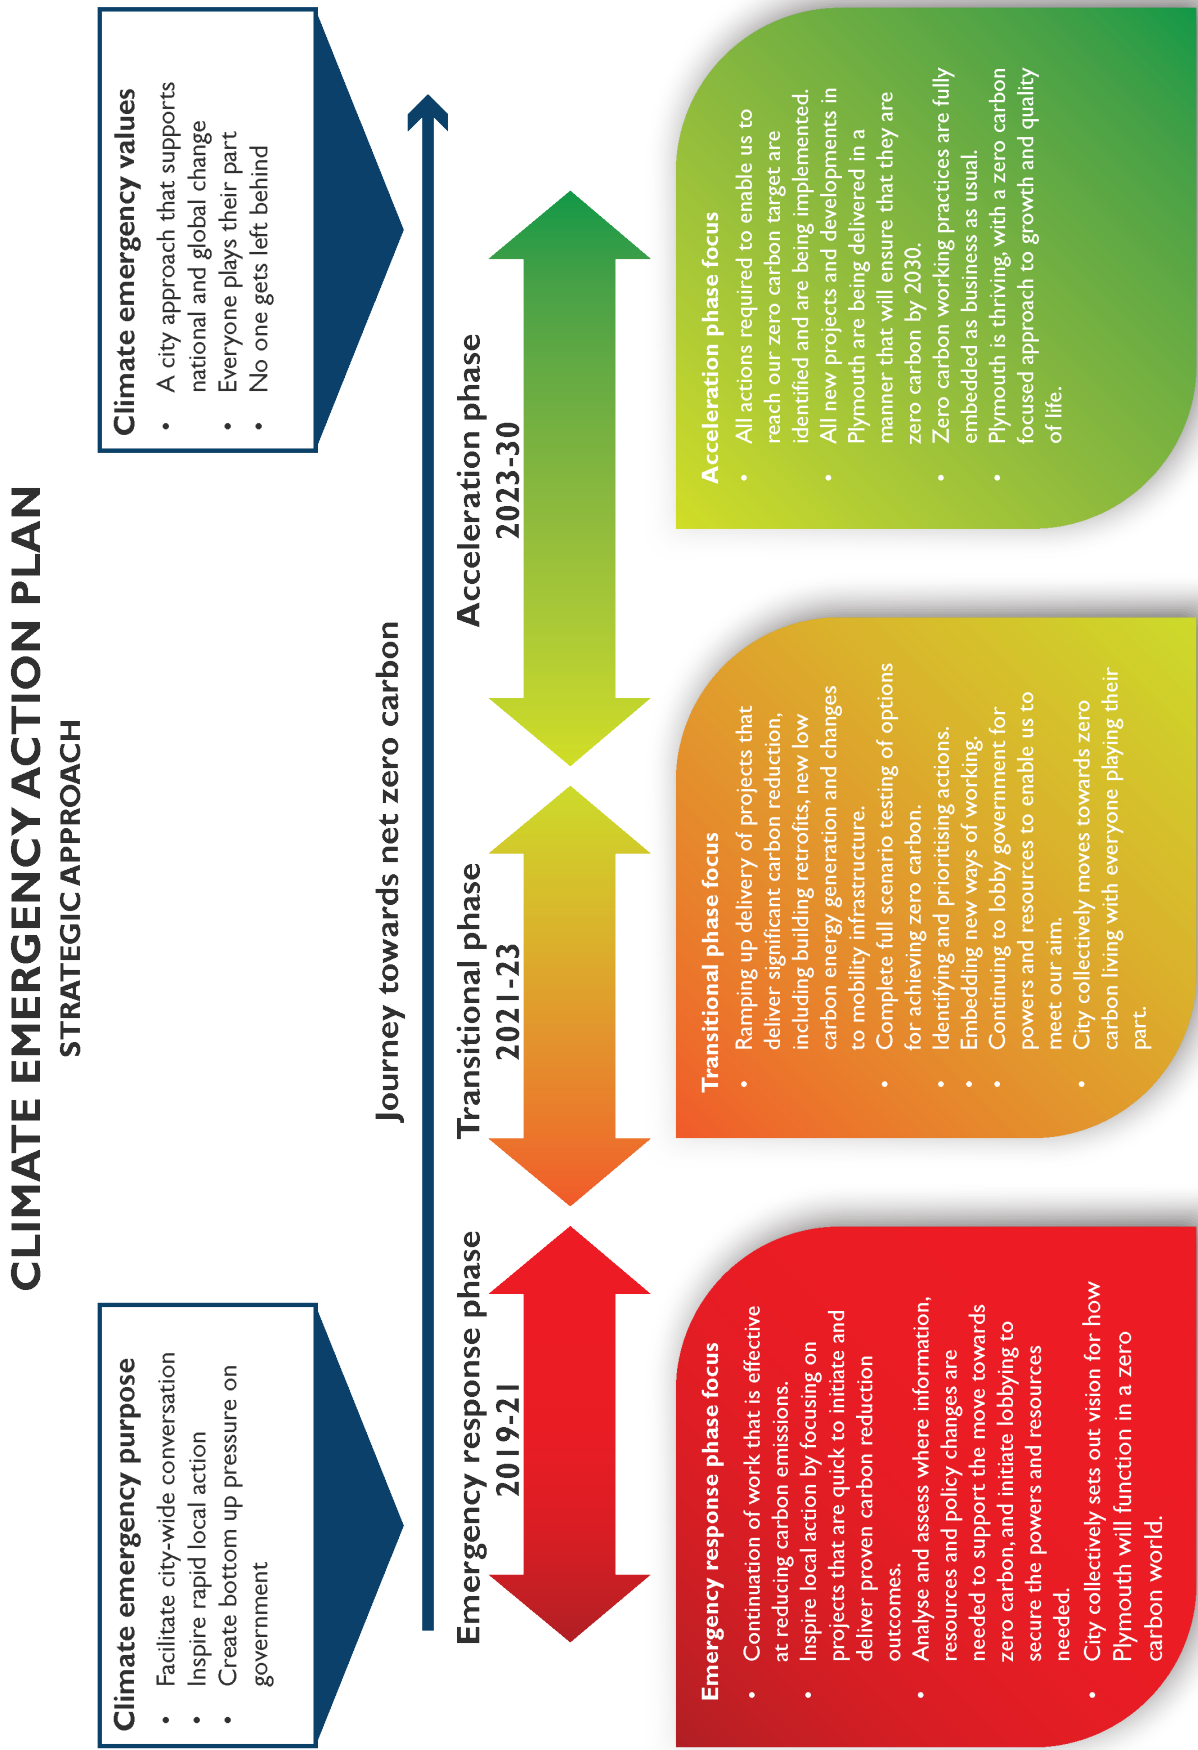 CLIMATE EMERGENCY ACTION PLAN
STRATEGIC APPROACH
Climate emergency purpose
• Facilitate city-wide conversation
• Inspire rapid local action
• Create bottom up pressure on
government
Climate emergency values
• A city approach that supports
national and global change
• Everyone plays their part
• No one gets left behind
Journey towards net zero carbon
Emergency response phase
2019-21
Transitional phase
2021-23
Acceleration phase
2023-30
Emergency response phase focus
• Continuation of work that is effective
at reducing carbon emissions.
• Inspire local action by focusing on
projects that are quick to initiate and
deliver proven carbon reduction
outcomes.
• Analyse and assess where information,
resources and policy changes are
needed to support the move towards
zero carbon, and initiate lobbying to
secure the powers and resources
needed.
• City collectively sets out vision for how
Plymouth will function in a zero
carbon world.
Transitional phase focus
• Ramping up delivery of projects that
deliver significant carbon reduction,
including building retrofits, new low
carbon energy generation and changes
to mobility infrastructure.
• Complete full scenario testing of options
for achieving zero carbon.
• Identifying and prioritising actions.
• Embedding new ways of working.
• Continuing to lobby government for
powers and resources to enable us to
meet our aim.
• City collectively moves towards zero
carbon living with everyone playing their
part.
Acceleration phase focus
• All actions required to enable us to
reach our zero carbon target are
identified and are being implemented.
• All new projects and developments in
Plymouth are being delivered in a
manner that will ensure that they are
zero carbon by 2030.
• Zero carbon working practices are fully
embedded as business as usual.
• Plymouth is thriving, with a zero carbon
focused approach to growth and quality
of life.